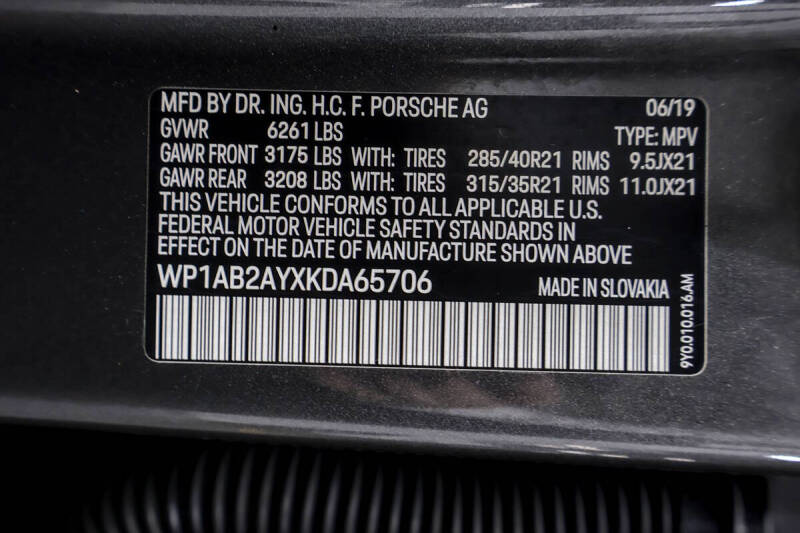 MFD BY DR. ING. H.C. F. PORSCHE AG 06/19
GVWR 6261 LBS TYPE: MPV
GAWR FRONT 3175 LBS WITH: TIRES 285/40R21 RIMS 9.5JX21
GAWR REAR 3208 LBS WITH: TIRES 315/35R21 RIMS 11.0JX21
THIS VEHICLE CONFORMS TO ALL APPLICABLE U.S.
FEDERAL MOTOR VEHICLE SAFETY STANDARDS IN
EFFECT ON THE DATE OF MANUFACTURE SHOWN ABOVE
WP1AB2AYXKDA65706 MADE IN SLOVAKIA
9Y0.010.016.AM